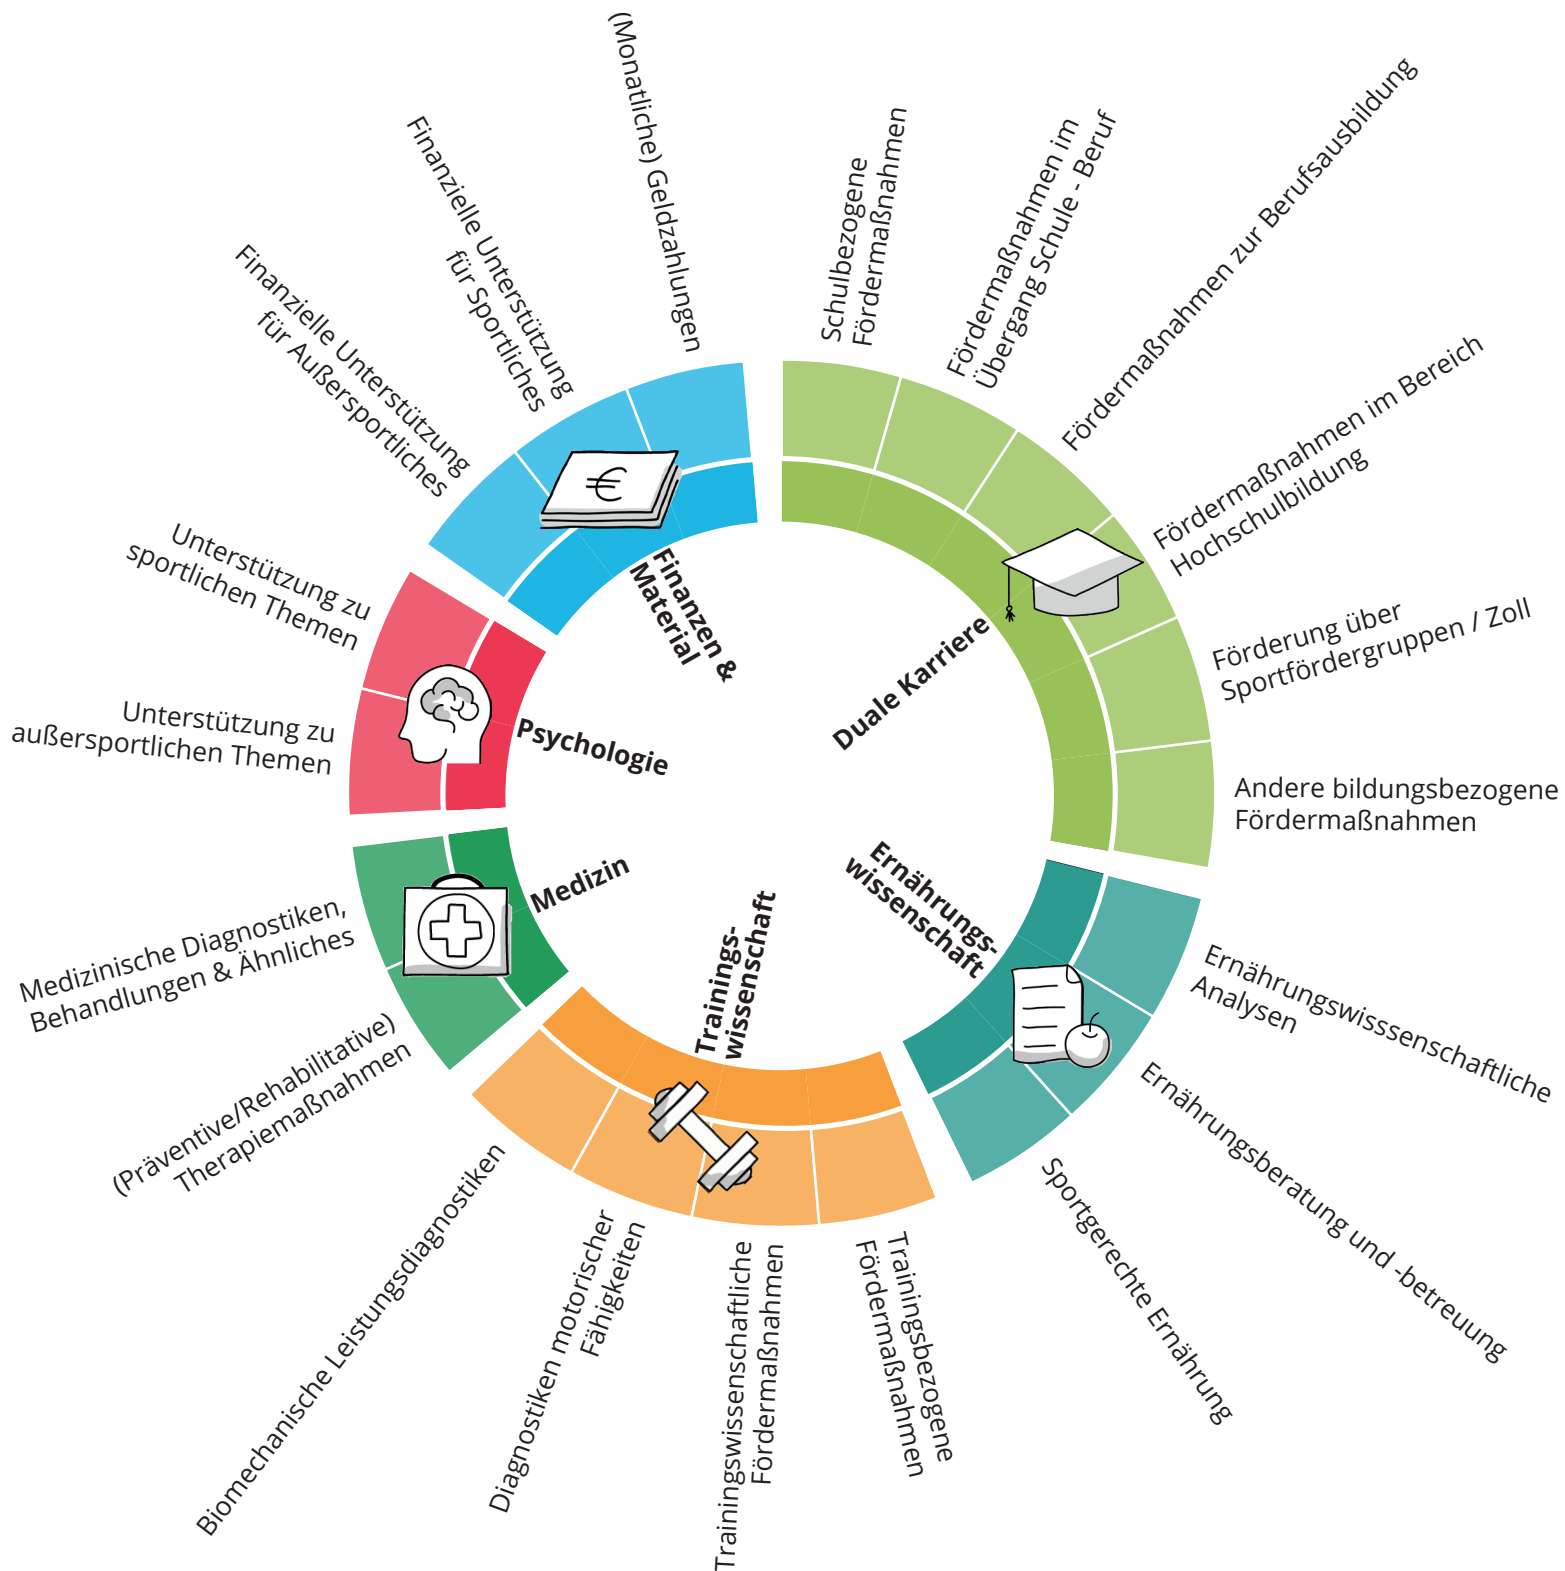 Schulbezogene
Fördermaßnahmen
Fördermaßnahmen im
Übergang Schule - Beruf
Fördermaßnahmen zur Berufsausbildung
Fördermaßnahmen im Bereich
Hochschulbildung
Förderung über
Sportfördergruppen / Zoll
Andere bildungsbezogene
Fördermaßnahmen
Duale Karriere
Ernährungswisssenschaftliche
Analysen
Ernährungsberatung und -betreuung
Sportgerechte Ernährung
Ernährungs-
wissenschaft
Trainingsbezogene
Fördermaßnahmen
Trainingswissenschaftliche
Fördermaßnahmen
Diagnostiken motorischer
Fähigkeiten
Biomechanische Leistungsdiagnostiken
Trainings-
wissenschaft
(Präventive/Rehabilitative)
Therapiemaßnahmen
Medizinische Diagnostiken,
Behandlungen & Ähnliches
Medizin
Unterstützung zu
außersportlichen Themen
Unterstützung zu
sportlichen Themen
Psychologie
Finanzielle Unterstützung
für Außersportliches
Finanzielle Unterstützung
für Sportliches
(Monatliche) Geldzahlungen
Finanzen &
Material
€